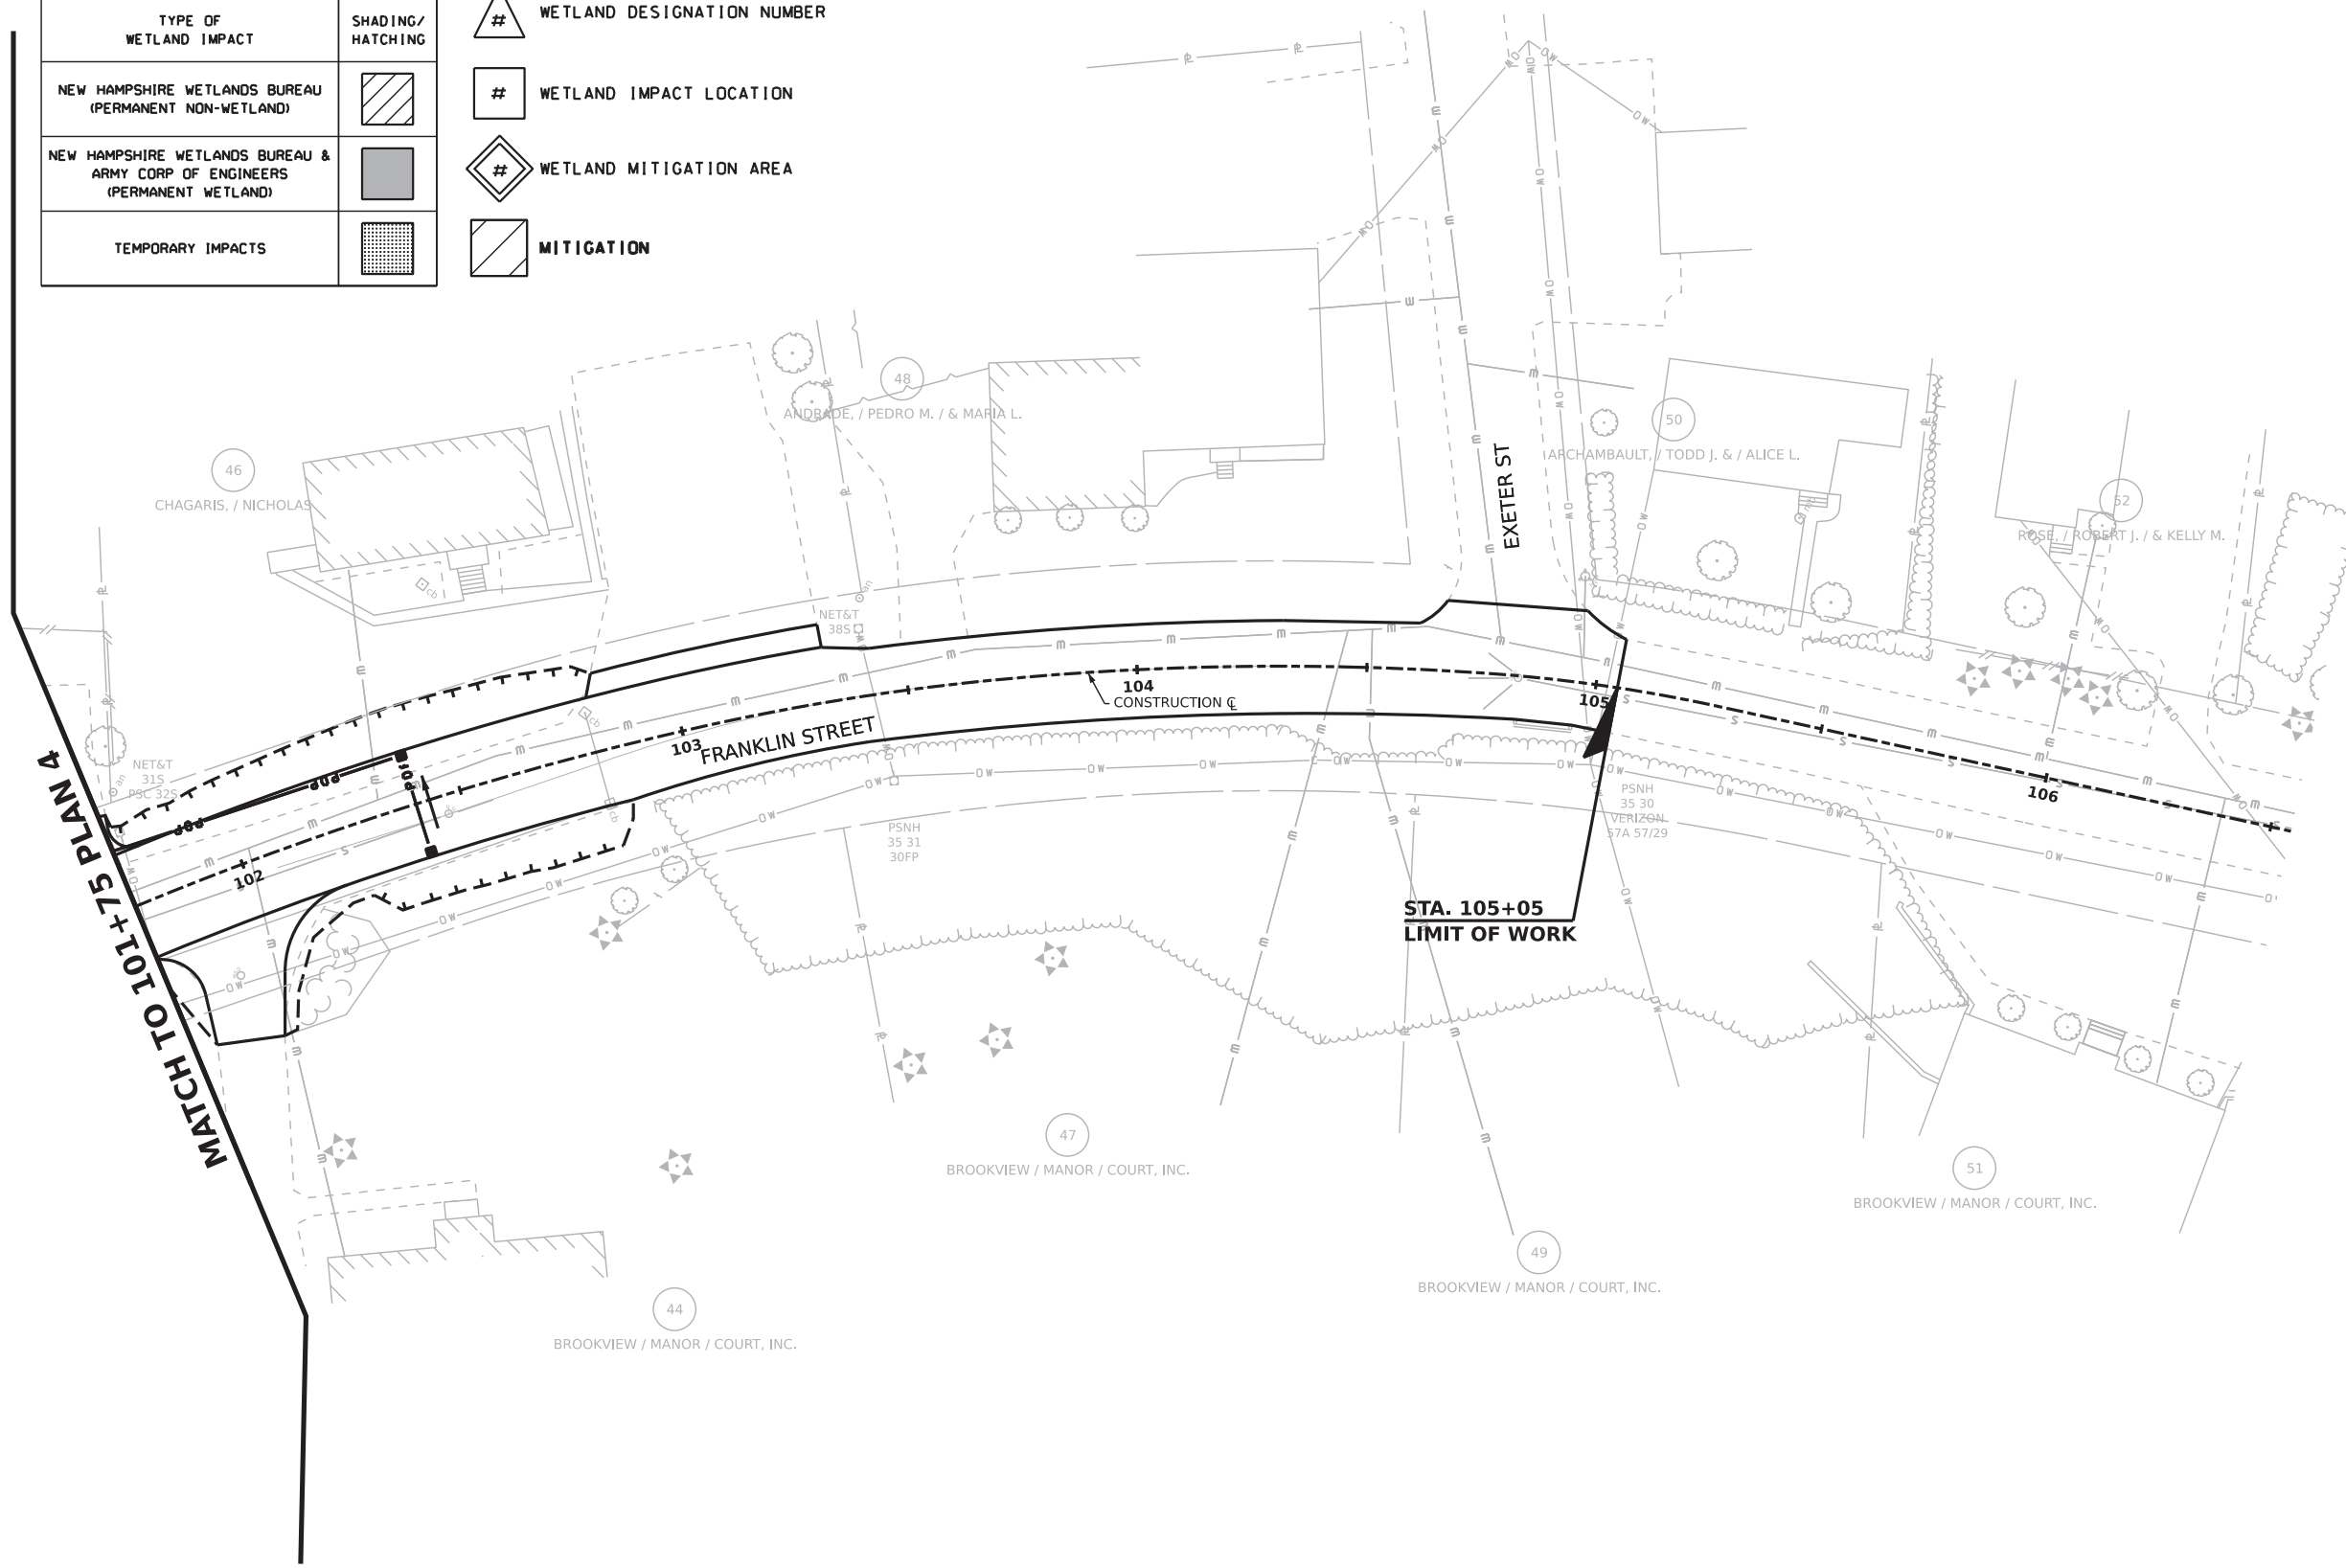 TYPE OF
WETLAND IMPACT
SHADING/
HATCHING
NEW HAMPSHIRE WETLANDS BUREAU
(PERMANENT NON-WETLAND)
NEW HAMPSHIRE WETLANDS BUREAU &
ARMY CORP OF ENGINEERS
(PERMANENT WETLAND)
TEMPORARY IMPACTS
# WETLAND DESIGNATION NUMBER
# WETLAND IMPACT LOCATION
# WETLAND MITIGATION AREA
MITIGATION
48
ANDRADE, / PEDRO M. / & MARIA L.
46
CHAGARIS, / NICHOLAS
50
ARCHAMBAULT, / TODD J. & / ALICE L.
52
ROSE, / ROBERT J. / & KELLY M.
EXETER ST
NET&T
38S
NET&T
31S
PSC 32S
FRANKLIN STREET
CONSTRUCTION ℄
102
103
104
105
106
PSNH
35 31
30FP
PSNH
35 30
VERIZON
57A 57/29
STA. 105+05
LIMIT OF WORK
MATCH TO 101+75 PLAN 4
47
BROOKVIEW / MANOR / COURT, INC.
51
BROOKVIEW / MANOR / COURT, INC.
49
BROOKVIEW / MANOR / COURT, INC.
44
BROOKVIEW / MANOR / COURT, INC.